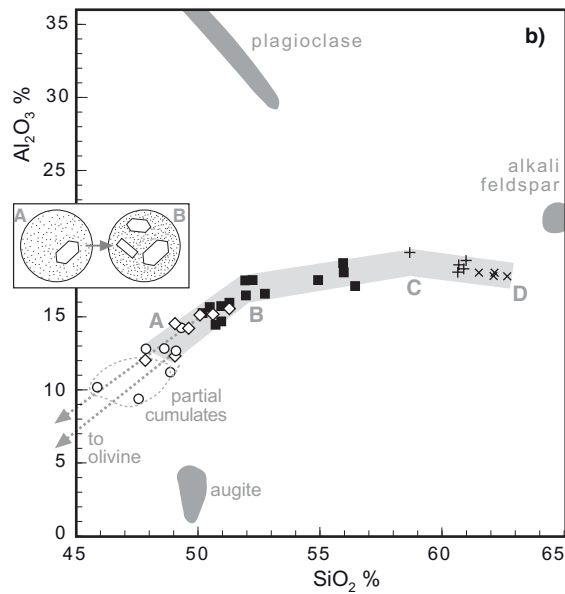 b)
plagioclase
alkali
feldspar
A
B
A
B
C
D
partial
cumulates
to
olivine
augite
35
30
25
15
10
5
0
Al₂O₃ %
45
50
55
60
65
SiO₂ %